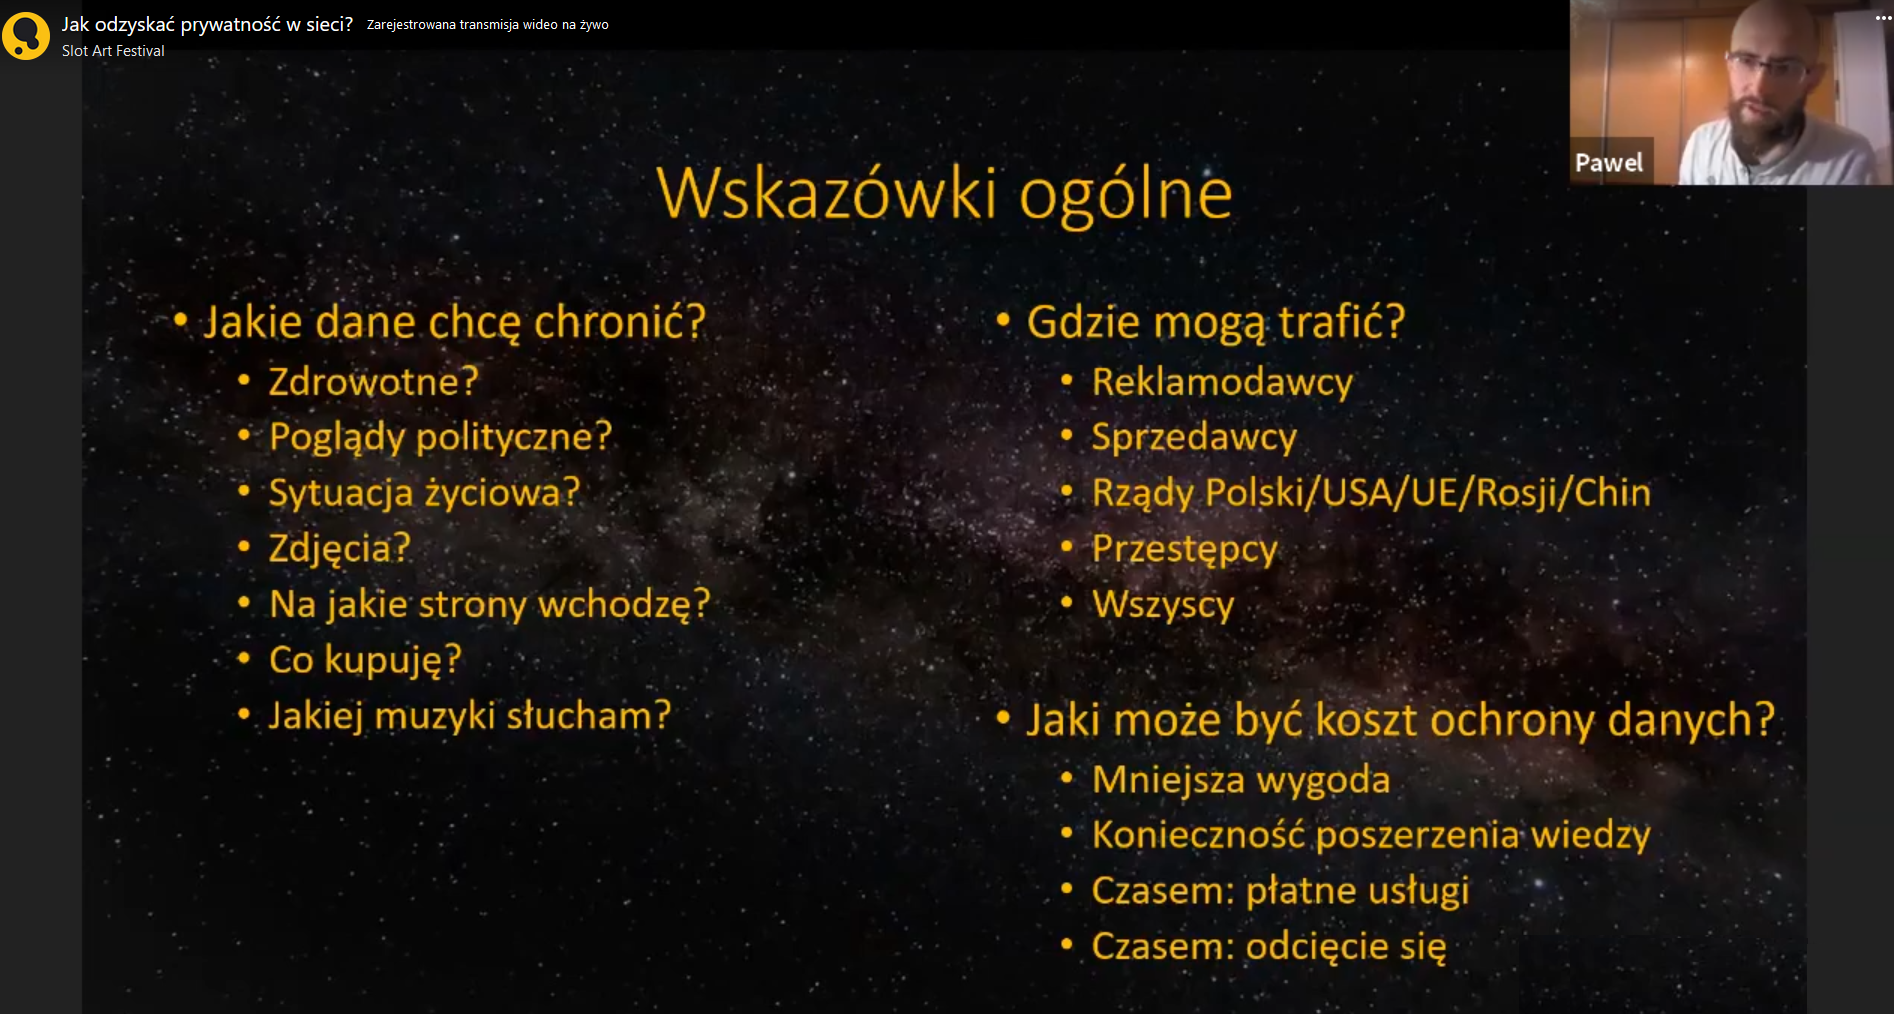 Jak odzyskać prywatność w sieci? Zarejestrowana transmisja wideo na żywo
Slot Art Festival
Pawel
Wskazówki ogólne
• Jakie dane chcę chronić?
• Zdrowotne?
• Poglądy polityczne?
• Sytuacja życiowa?
• Zdjęcia?
• Na jakie strony wchodzę?
• Co kupuję?
• Jakiej muzyki słucham?
• Gdzie mogą trafić?
• Reklamodawcy
• Sprzedawcy
• Rządy Polski/USA/UE/Rosji/Chin
• Przestępcy
• Wszyscy
• Jaki może być koszt ochrony danych?
• Mniejsza wygoda
• Konieczność poszerzenia wiedzy
• Czasem: płatne usługi
• Czasem: odcięcie się